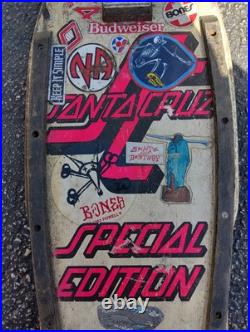 BONES
Budweiser
KEEP IT SIMPLE
NA
SANTA CRUZ
BONES
SPECIAL
EDITION